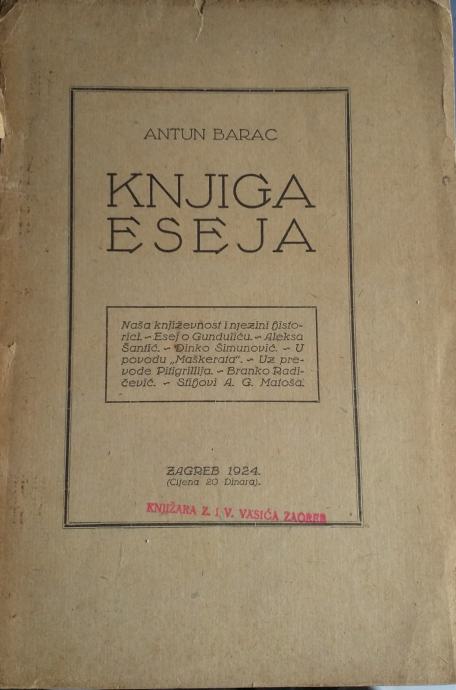 ANTUN BARAC
KNJIGA
ESEJA
Naša književnost i njezini histo-
rici. - Esej o Gunduliću. - Aleksa
Šantić. - Dinko Šimunović. - U
povodu „Maškerata“. - Uz pre-
vode Pitigrillija. - Branko Radi-
čević. - Stihovi A. G. Matoša.
ZAGREB 1924.
(Cijena 20 Dinara).
KNJIŽARA Z. I V. VASIĆA ZAGREB